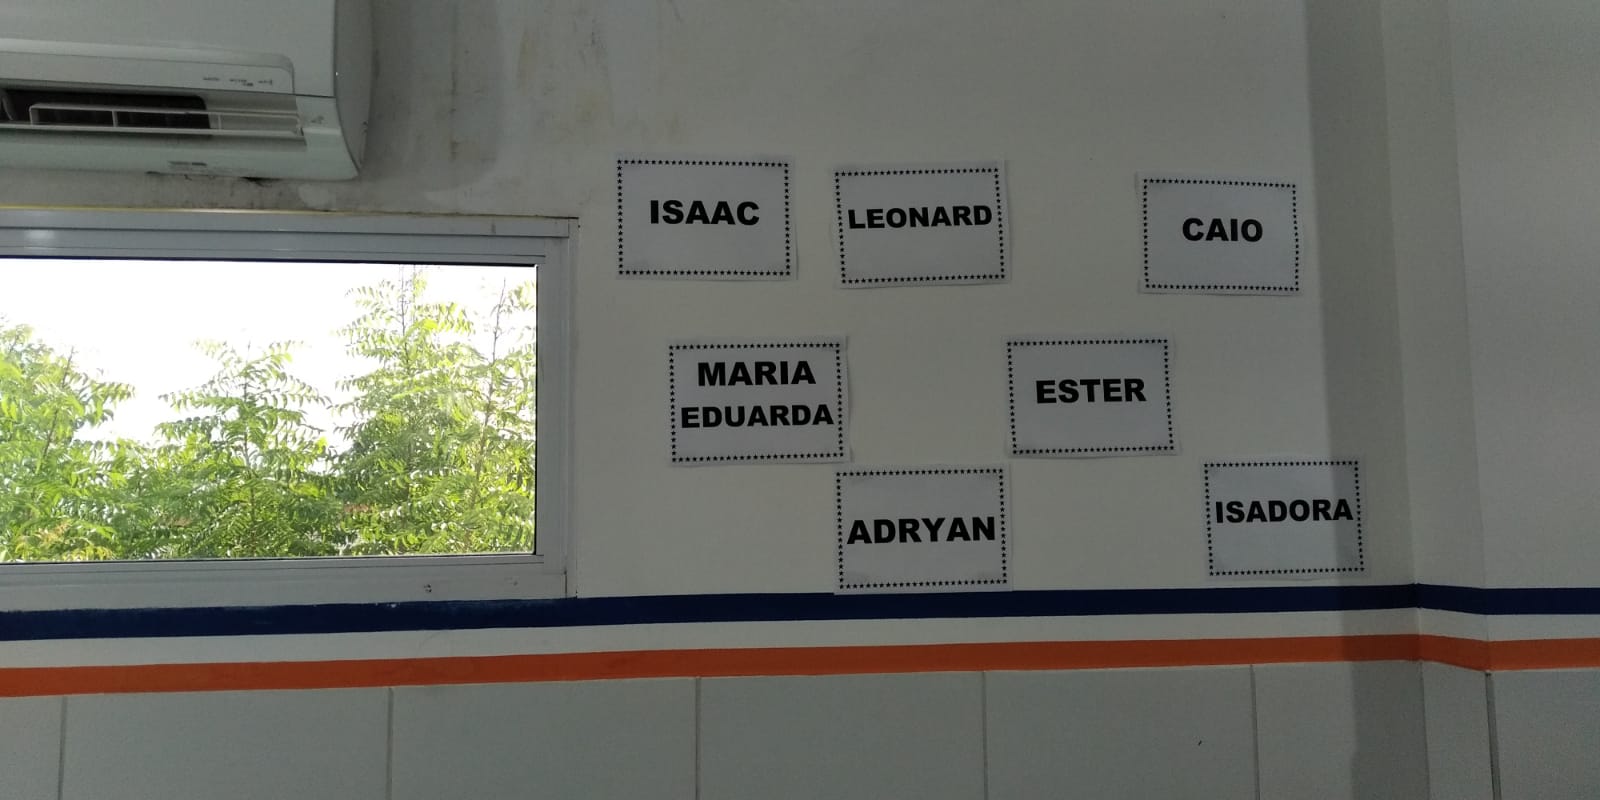 ISAAC
LEONARD
CAIO
MARIA
EDUARDA
ESTER
ADRYAN
ISADORA